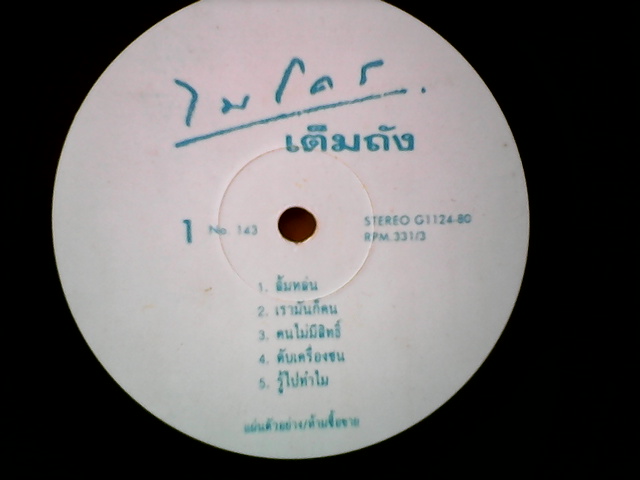 ไมโคร
เต็มถัง
1 No. 143
STEREO G1124-80
RPM.331/3
1. ส้มหล่น
2. เรามันก็คน
3. คนไม่มีสิทธิ์
4. ดับเครื่องชน
5. รู้ไปทำไม
แผ่นตัวอย่าง/ห้ามซื้อขาย